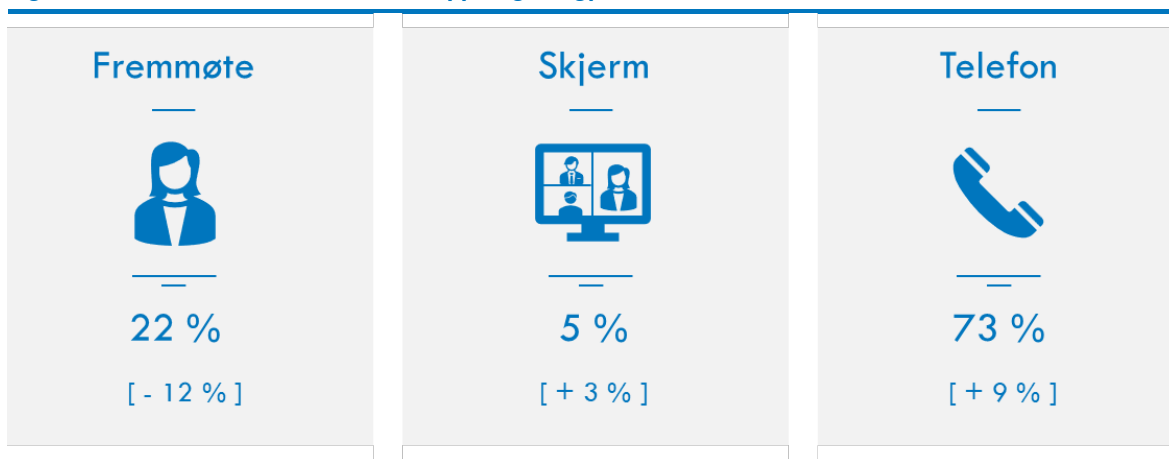 Fremmøte
Skjerm
Telefon
22 %
5 %
73 %
[ - 12 % ]
[ + 3 % ]
[ + 9 % ]